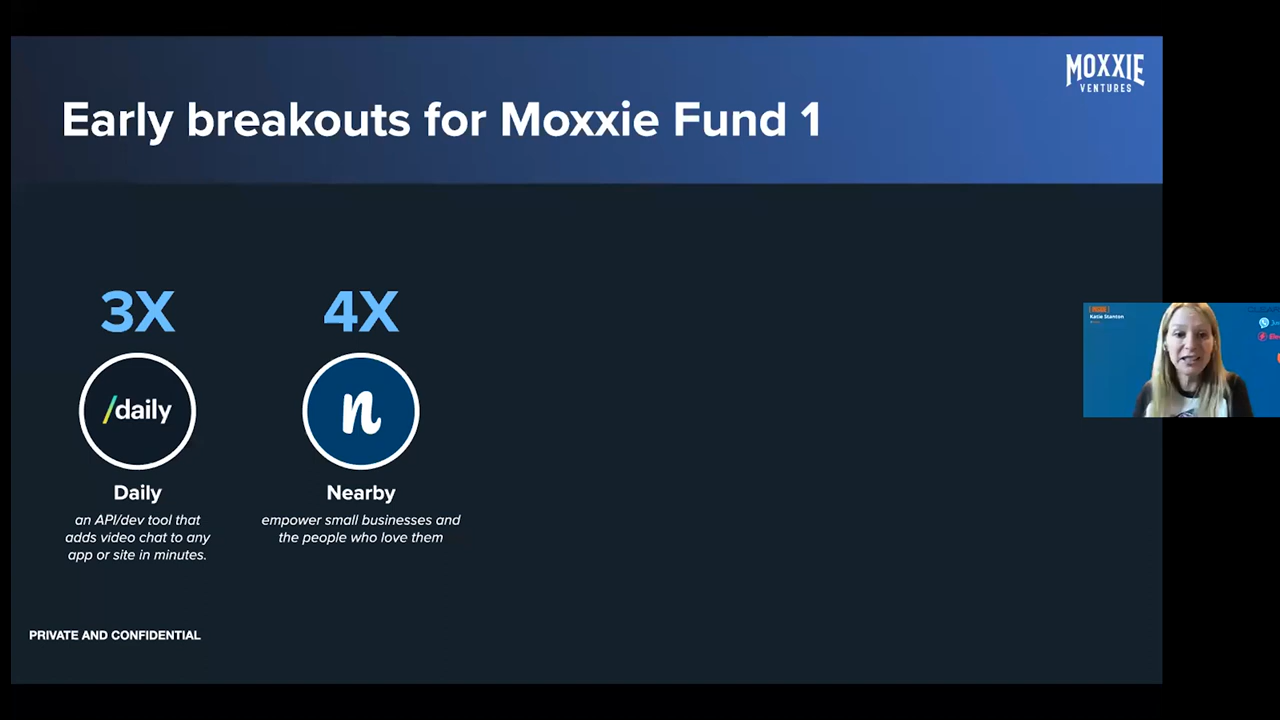 MOXXIE
VENTURES
Early breakouts for Moxxie Fund 1
3X
4X
/daily
n
Daily
Nearby
an API/dev tool that
adds video chat to any
app or site in minutes.
empower small businesses and
the people who love them
PRIVATE AND CONFIDENTIAL
Katie Stanton